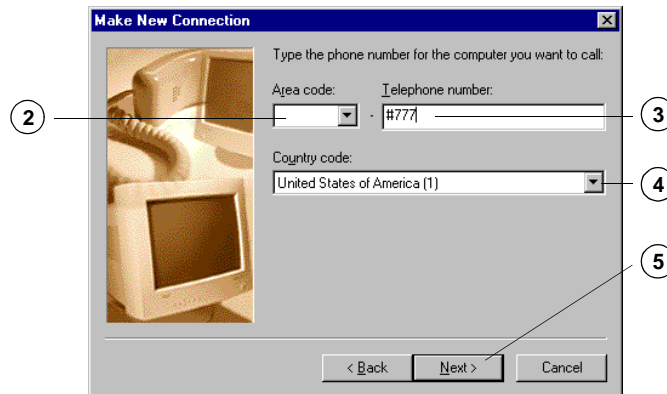 Make New Connection
Type the phone number for the computer you want to call:
Area code: Telephone number:
2 - #777 3
Country code:
United States of America (1) 4
5
< Back Next > Cancel